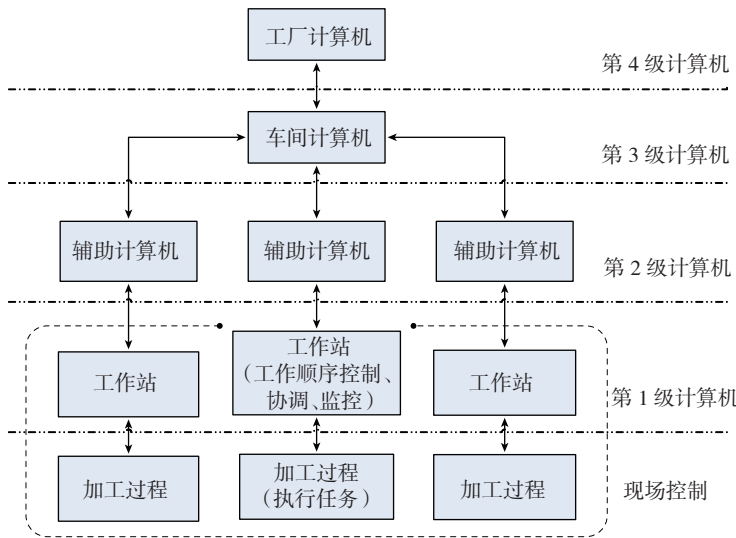 工厂计算机
第 4 级计算机
车间计算机
第 3 级计算机
辅助计算机
辅助计算机
辅助计算机
第 2 级计算机
工作站
工作站
（工作顺序控制、
协调、监控）
工作站
第 1 级计算机
加工过程
加工过程
（执行任务）
加工过程
现场控制